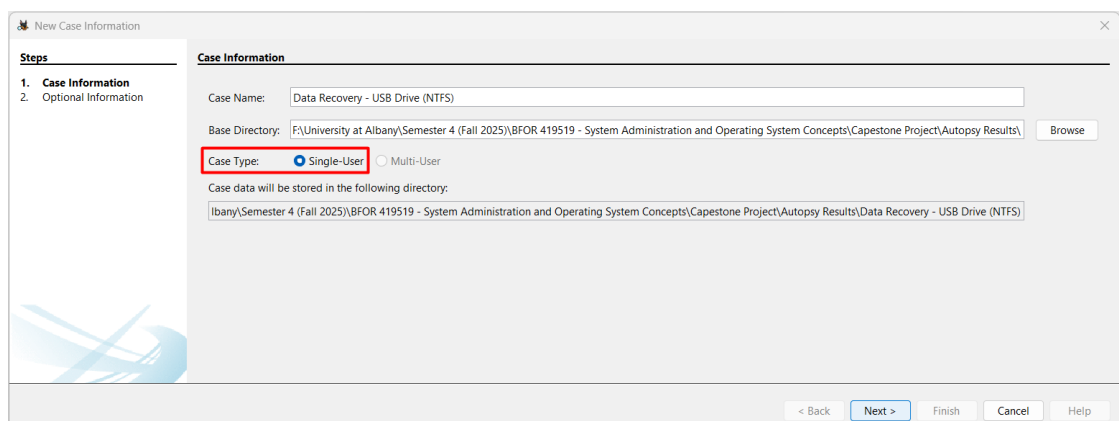 New Case Information
Steps
1. Case Information
2. Optional Information
Case Information
Case Name: Data Recovery - USB Drive (NTFS)
Base Directory: F:\University at Albany\Semester 4 (Fall 2025)\BFOR 419519 - System Administration and Operating System Concepts\Capestone Project\Autopsy Results\ Browse
Case Type: Single-User Multi-User
Case data will be stored in the following directory:
lbany\Semester 4 (Fall 2025)\BFOR 419519 - System Administration and Operating System Concepts\Capestone Project\Autopsy Results\Data Recovery - USB Drive (NTFS)
< Back Next > Finish Cancel Help